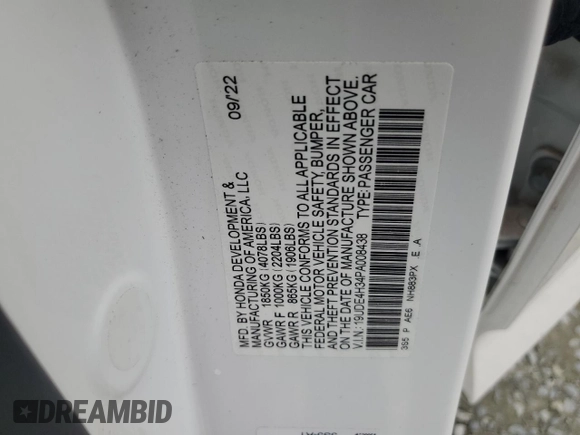 09/22
MFD. BY HONDA DEVELOPMENT &
MANUFACTURING OF AMERICA, LLC
GVWR 1850KG (4078LBS)
GAWR F 1000KG (2204LBS)
GAWR R 865KG (1906LBS)
THIS VEHICLE CONFORMS TO ALL APPLICABLE
FEDERAL MOTOR VEHICLE SAFETY, BUMPER,
AND THEFT PREVENTION STANDARDS IN EFFECT
ON THE DATE OF MANUFACTURE SHOWN ABOVE.
V.I.N.: 19UDE4H34PA008438 TYPE: PASSENGER CAR
395 P AE6 NH883PX E .A
DREAMBID